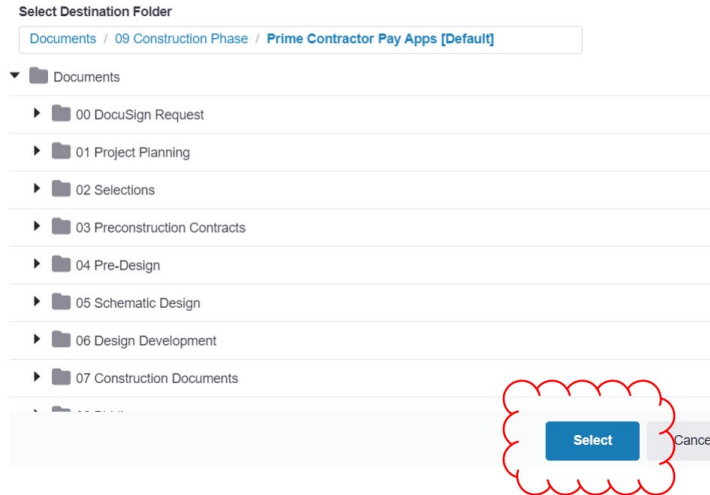 Select Destination Folder
Documents / 09 Construction Phase / Prime Contractor Pay Apps [Default]
Documents
00 DocuSign Request
01 Project Planning
02 Selections
03 Preconstruction Contracts
04 Pre-Design
05 Schematic Design
06 Design Development
07 Construction Documents
Select Cance